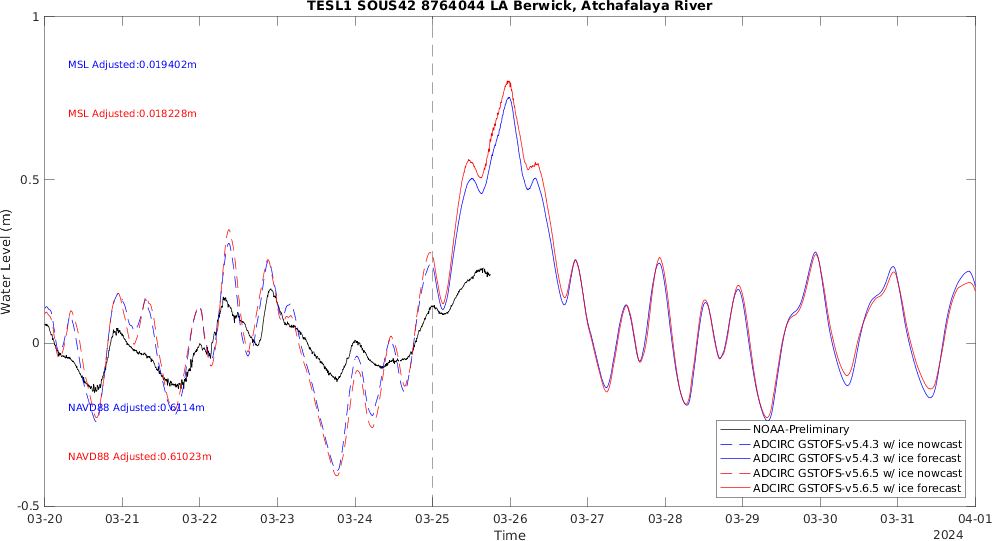 TESL1 SOUS42 8764044 LA Berwick, Atchafalaya River
1
MSL Adjusted:0.019402m
MSL Adjusted:0.018228m
0.5
Water Level (m)
0
NAVD88 Adjusted:0.6114m
NAVD88 Adjusted:0.61023m
NOAA-Preliminary
ADCIRC GSTOFS-v5.4.3 w/ ice nowcast
ADCIRC GSTOFS-v5.4.3 w/ ice forecast
ADCIRC GSTOFS-v5.6.5 w/ ice nowcast
ADCIRC GSTOFS-v5.6.5 w/ ice forecast
-0.5
03-20 03-21 03-22 03-23 03-24 03-25 03-26 03-27 03-28 03-29 03-30 03-31 04-01
Time
2024